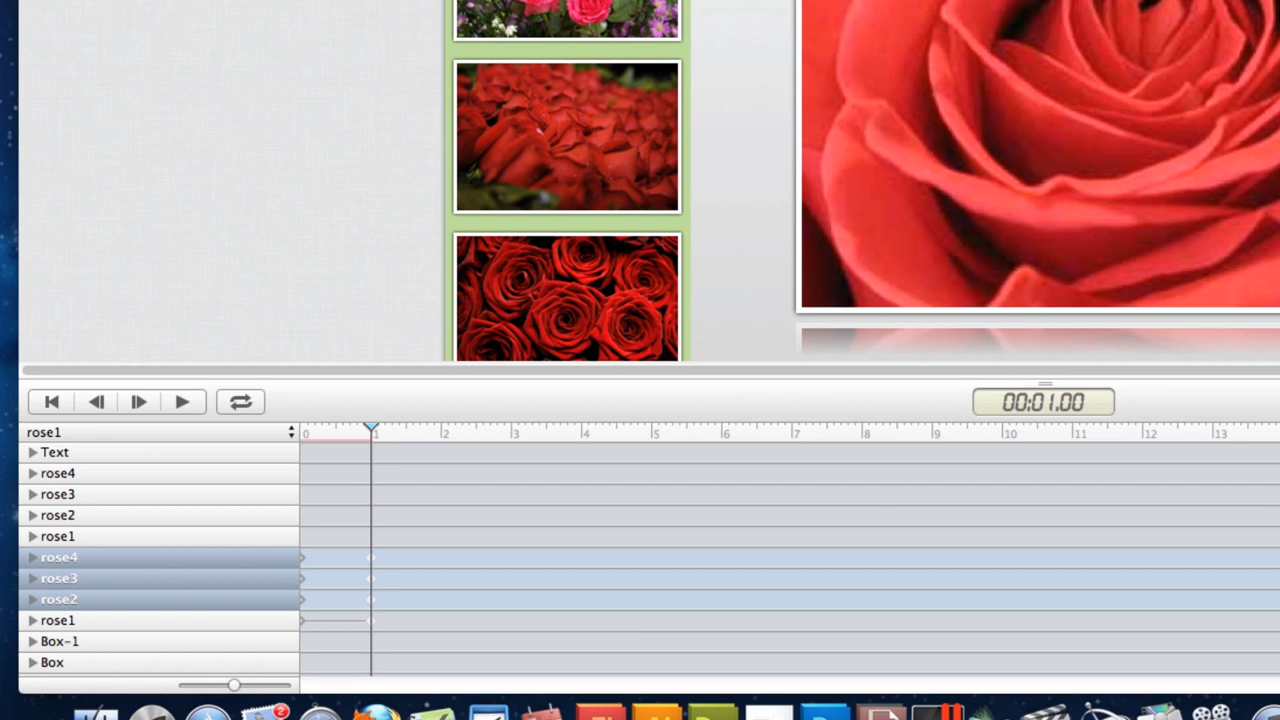 00:01.00
rose1
0 1 2 3 4 5 6 7 8 9 10 11 12 13
Text
rose4
rose3
rose2
rose1
rose4
rose3
rose2
rose1
Box-1
Box
2